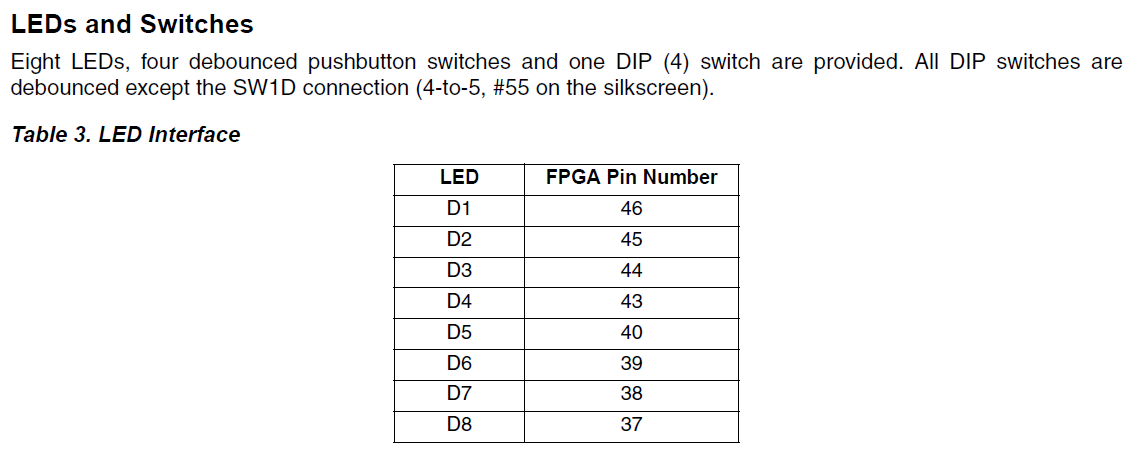 LEDs and Switches
Eight LEDs, four debounced pushbutton switches and one DIP (4) switch are provided. All DIP switches are
debounced except the SW1D connection (4-to-5, #55 on the silkscreen).
Table 3. LED Interface
LED FPGA Pin Number
D1 46
D2 45
D3 44
D4 43
D5 40
D6 39
D7 38
D8 37